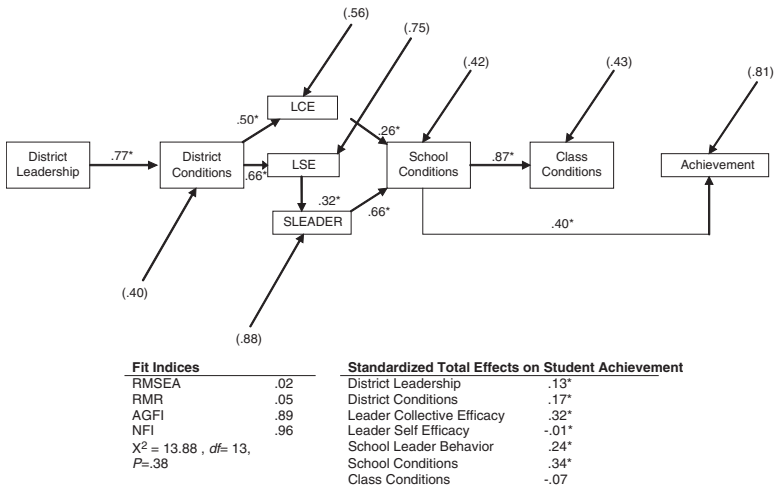 (.56)
(.75)
(.42)
(.43)
(.81)
LCE
.50*
.26*
District
Leadership
.77*
District
Conditions
.66*
LSE
School
Conditions
.87*
Class
Conditions
Achievement
.32*
SLEADER
.66*
.40*
(.40)
(.88)
Fit Indices
RMSEA .02
RMR .05
AGFI .89
NFI .96
X2 = 13.88 , df= 13,
P=.38
Standardized Total Effects on Student Achievement
District Leadership .13*
District Conditions .17*
Leader Collective Efficacy .32*
Leader Self Efficacy -.01*
School Leader Behavior .24*
School Conditions .34*
Class Conditions -.07